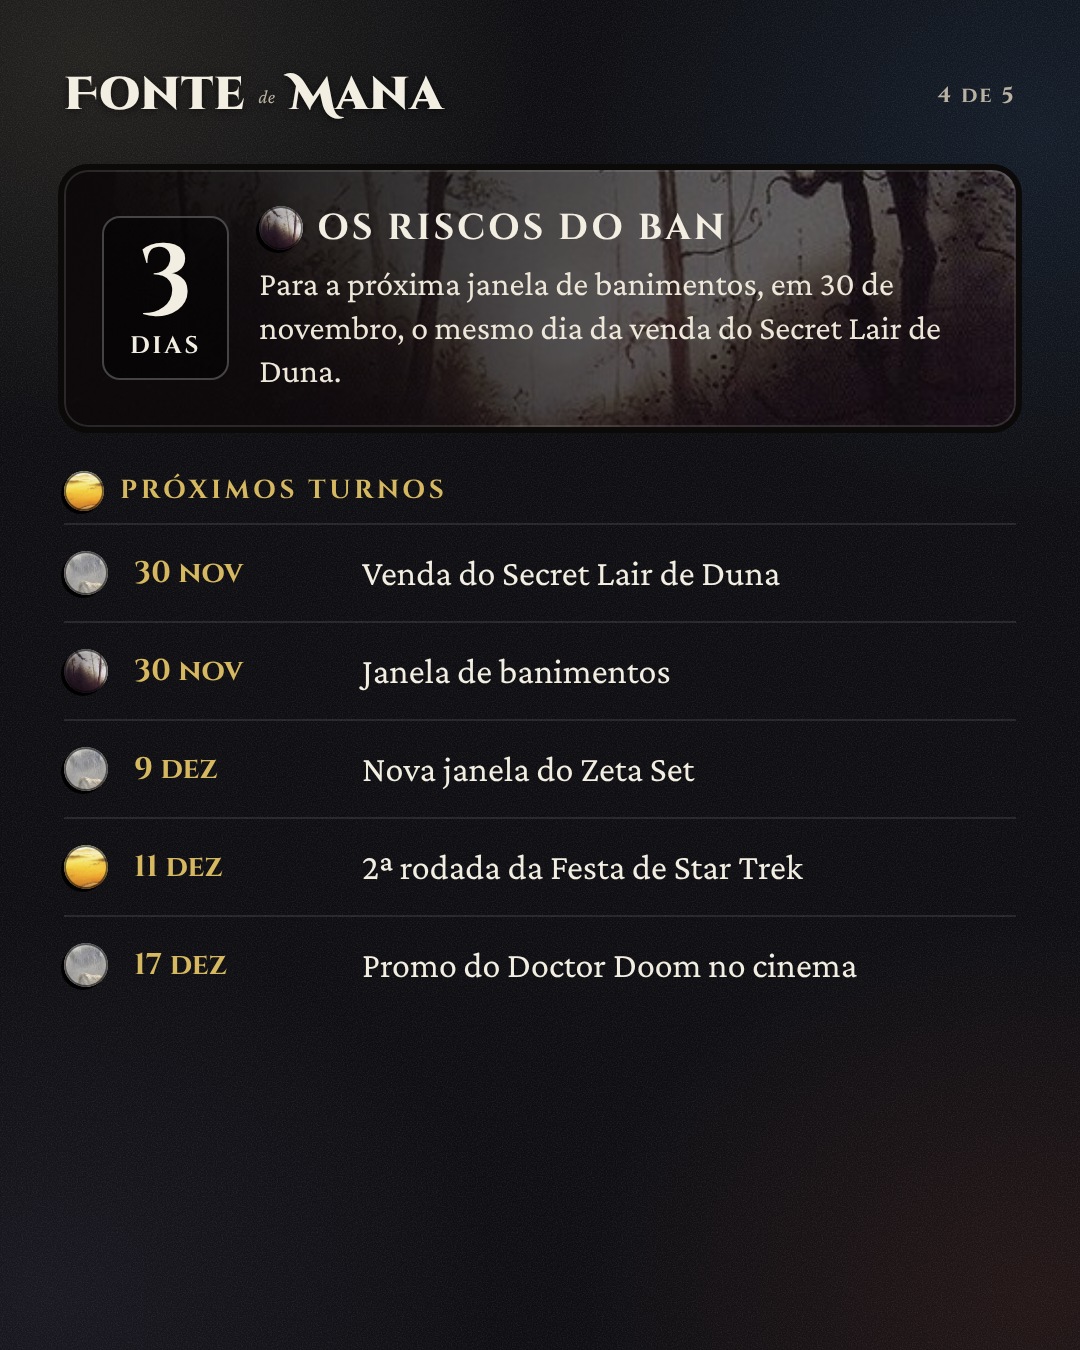 FONTE de MANA
4 DE 5
3
DIAS
OS RISCOS DO BAN
Para a próxima janela de banimentos, em 30 de
novembro, o mesmo dia da venda do Secret Lair de
Duna.
PRÓXIMOS TURNOS
30 NOV Venda do Secret Lair de Duna
30 NOV Janela de banimentos
9 DEZ Nova janela do Zeta Set
11 DEZ 2ª rodada da Festa de Star Trek
17 DEZ Promo do Doctor Doom no cinema